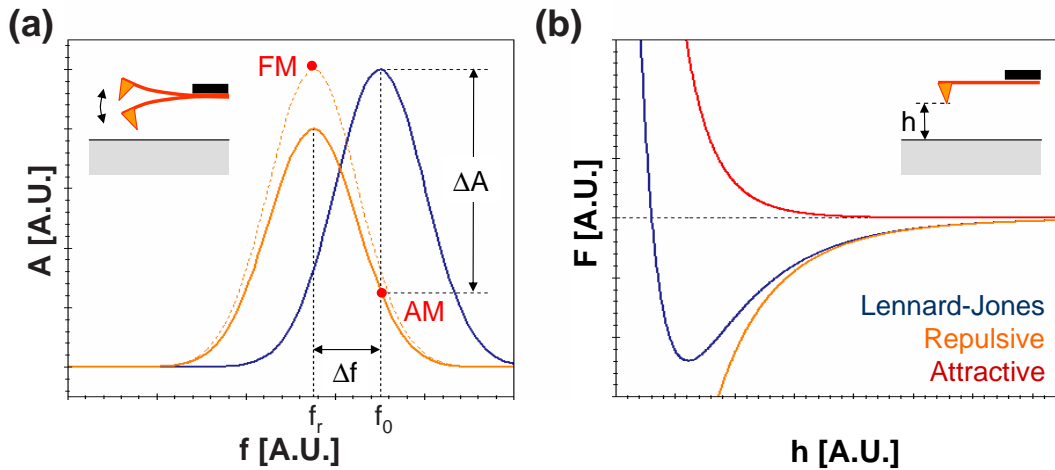 (a)
FM
ΔA
AM
Δf
f_r
f_0
A [A.U.]
f [A.U.]
(b)
h
F [A.U.]
Lennard-Jones
Repulsive
Attractive
h [A.U.]